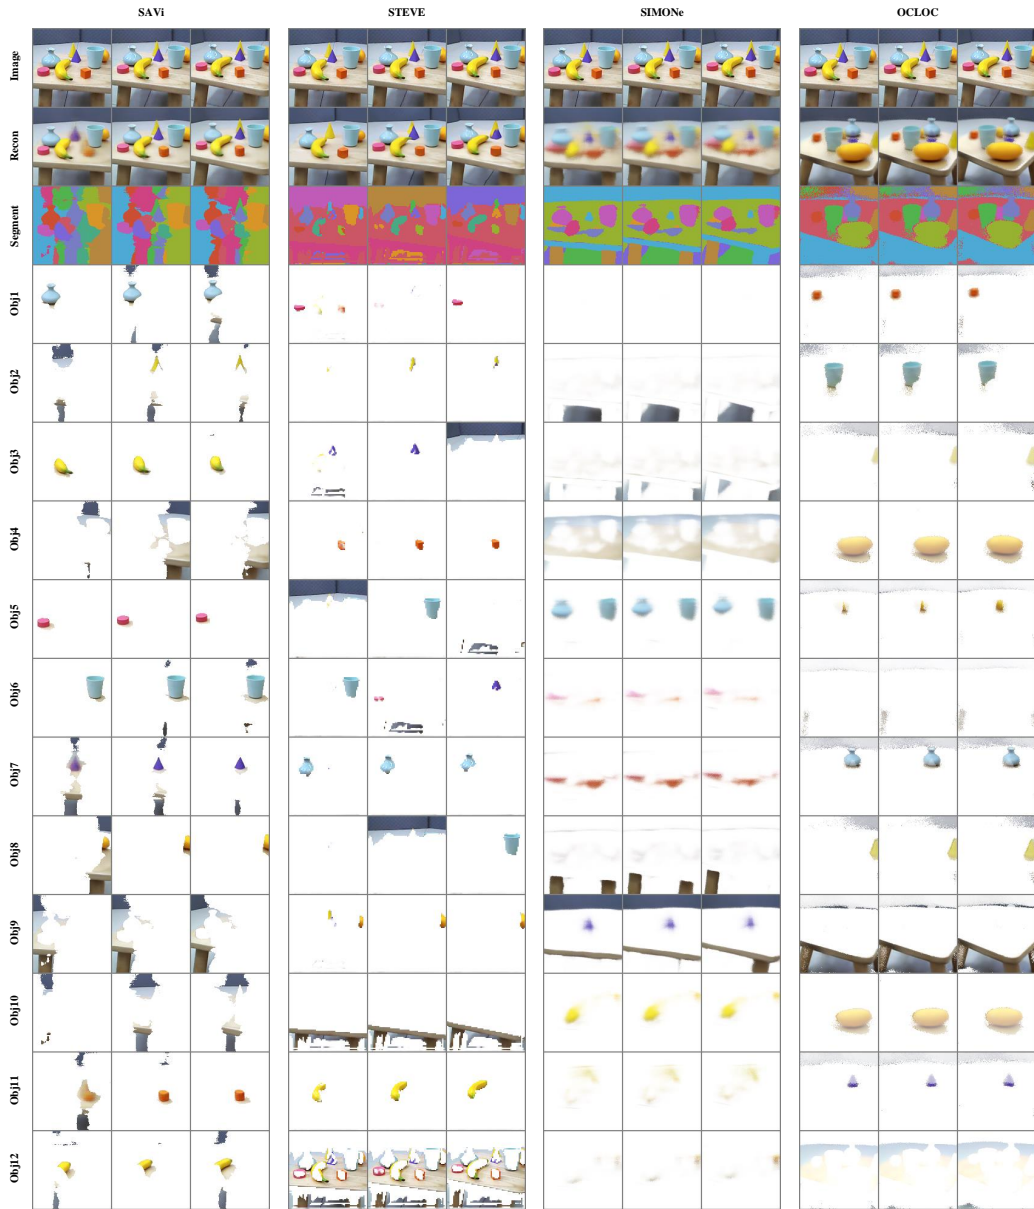 SAVi STEVE SIMONe OCLOC
Image
Recon
Segment
Obj1
Obj2
Obj3
Obj4
Obj5
Obj6
Obj7
Obj8
Obj9
Obj10
Obj11
Obj12